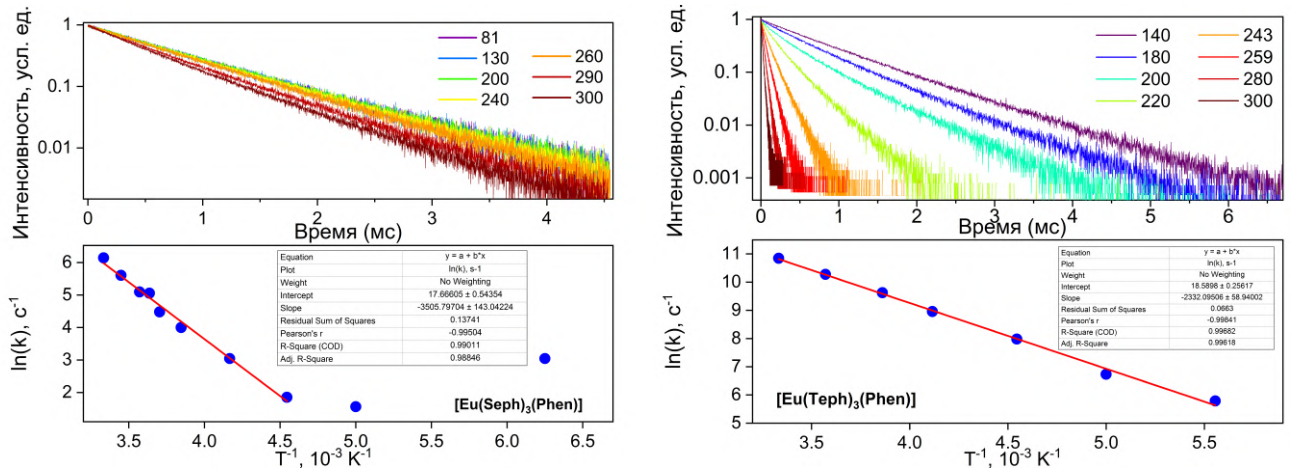 Интенсивность, усл. ед.
1
0.1
0.01
81
130
200
240
260
290
300
0 1 2 3 4
Время (мс)
ln(k), с-1
6
5
4
3
2
Equation y = a + b*x
Plot ln(k), s-1
Weight No Weighting
Intercept 17.66605 ± 0.54354
Slope -3505.79704 ± 143.04224
Residual Sum of Squares 0.13741
Pearson's r -0.99504
R-Square (COD) 0.99011
Adj. R-Square 0.98846
[Eu(Seph)3(Phen)]
3.5 4.0 4.5 5.0 5.5 6.0 6.5
T-1, 10-3 K-1
Интенсивность, усл. ед.
1
0.1
0.01
0.001
140
180
200
220
243
259
280
300
0 1 2 3 4 5 6
Время (мс)
ln(k), с-1
11
10
9
8
7
6
5
Equation y = a + b*x
Plot ln(k), s-1
Weight No Weighting
Intercept 18.5898 ± 0.25617
Slope -2332.09506 ± 58.94002
Residual Sum of Squares 0.0663
Pearson's r -0.99841
R-Square (COD) 0.99682
Adj. R-Square 0.99618
[Eu(Teph)3(Phen)]
3.5 4.0 4.5 5.0 5.5
T-1, 10-3 K-1